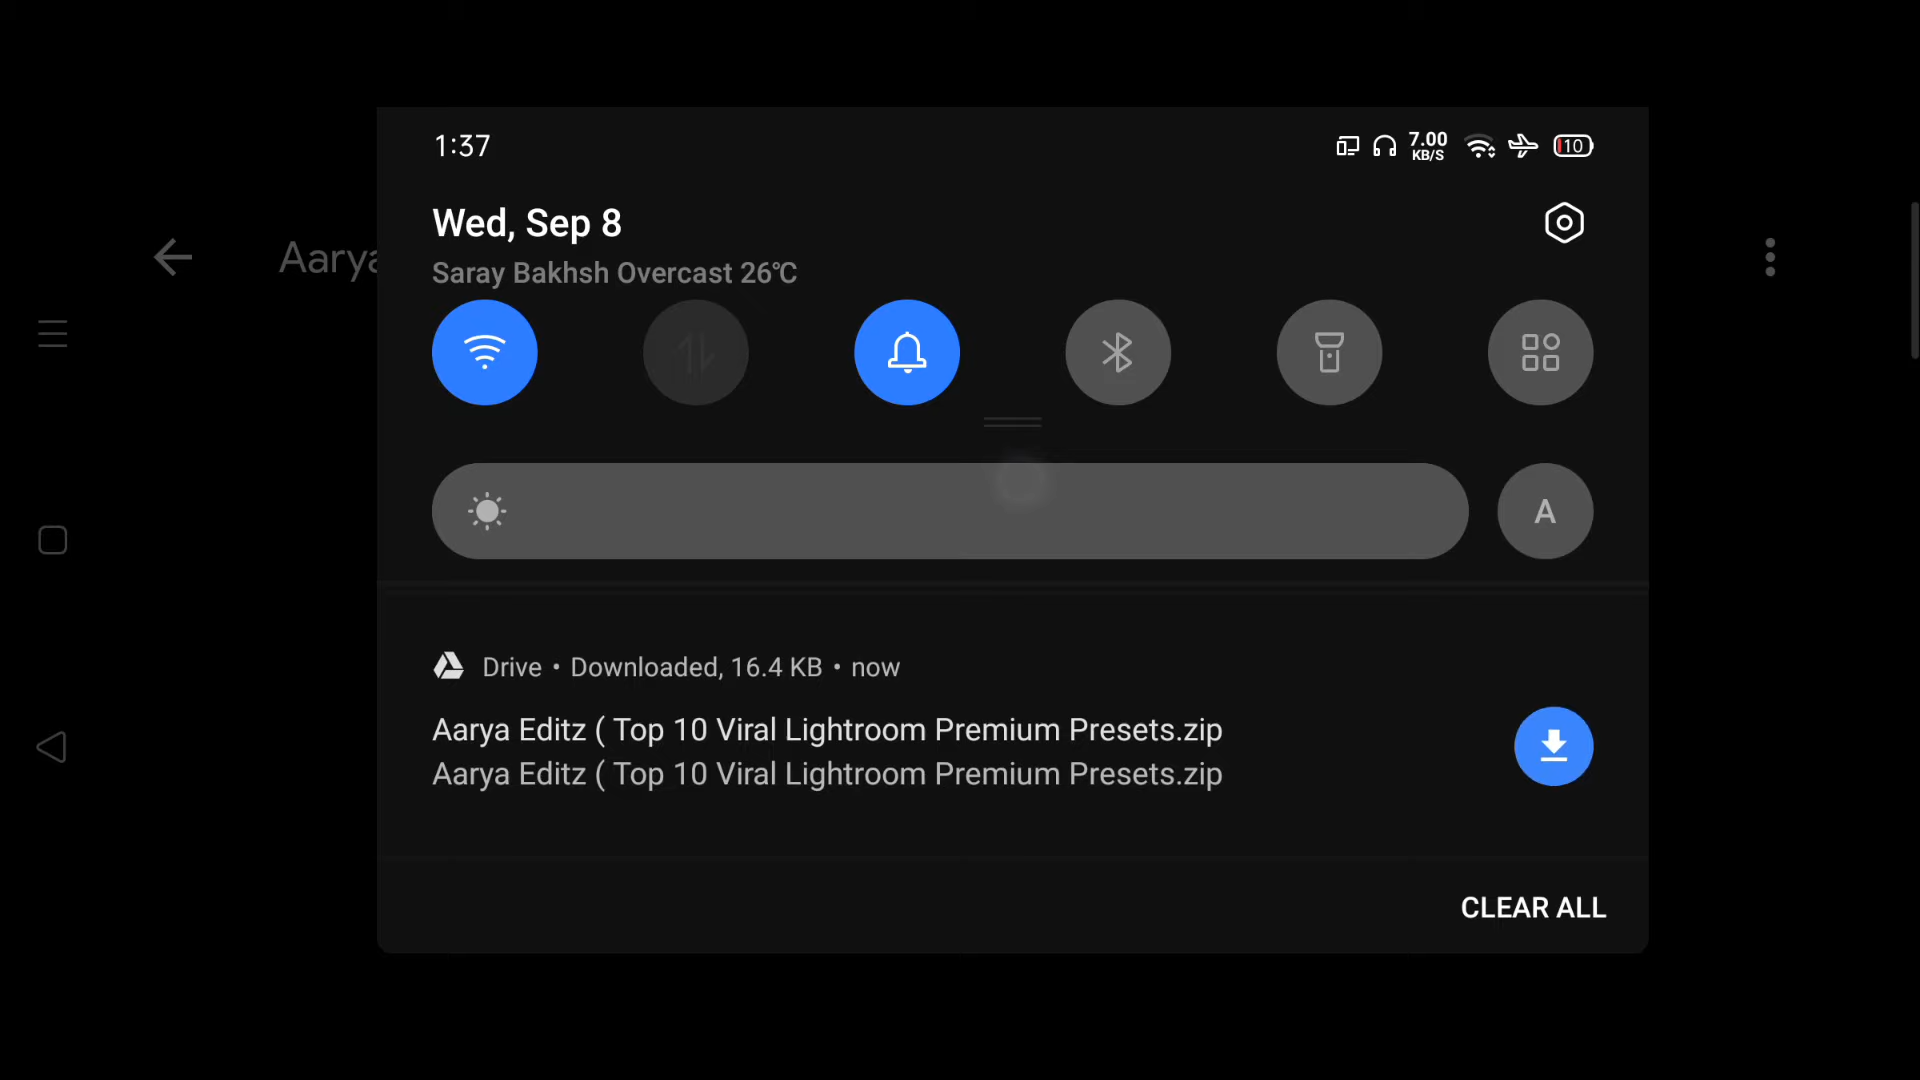 1:37
7.00
KB/S
10
Wed, Sep 8
Saray Bakhsh Overcast 26°C
Aarya
A
Drive • Downloaded, 16.4 KB • now
Aarya Editz ( Top 10 Viral Lightroom Premium Presets.zip
Aarya Editz ( Top 10 Viral Lightroom Premium Presets.zip
CLEAR ALL